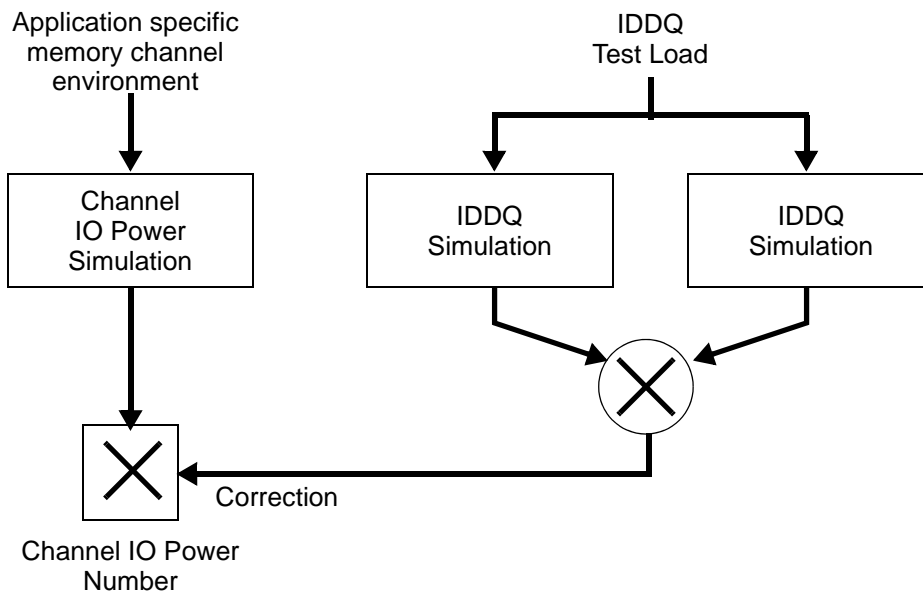 Application specific
memory channel
environment
IDDQ
Test Load
Channel
IO Power
Simulation
IDDQ
Simulation
IDDQ
Simulation
Correction
Channel IO Power
Number